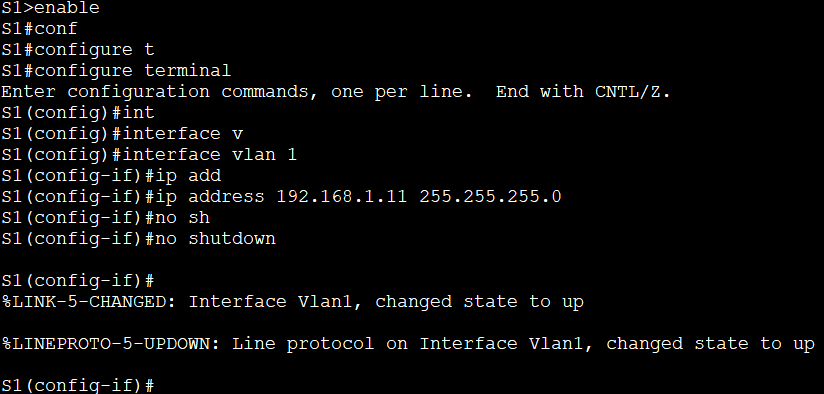 S1>enable
S1#conf
S1#configure t
S1#configure terminal
Enter configuration commands, one per line.  End with CNTL/Z.
S1(config)#int
S1(config)#interface v
S1(config)#interface vlan 1
S1(config-if)#ip add
S1(config-if)#ip address 192.168.1.11 255.255.255.0
S1(config-if)#no sh
S1(config-if)#no shutdown
S1(config-if)#
%LINK-5-CHANGED: Interface Vlan1, changed state to up
%LINEPROTO-5-UPDOWN: Line protocol on Interface Vlan1, changed state to up
S1(config-if)#